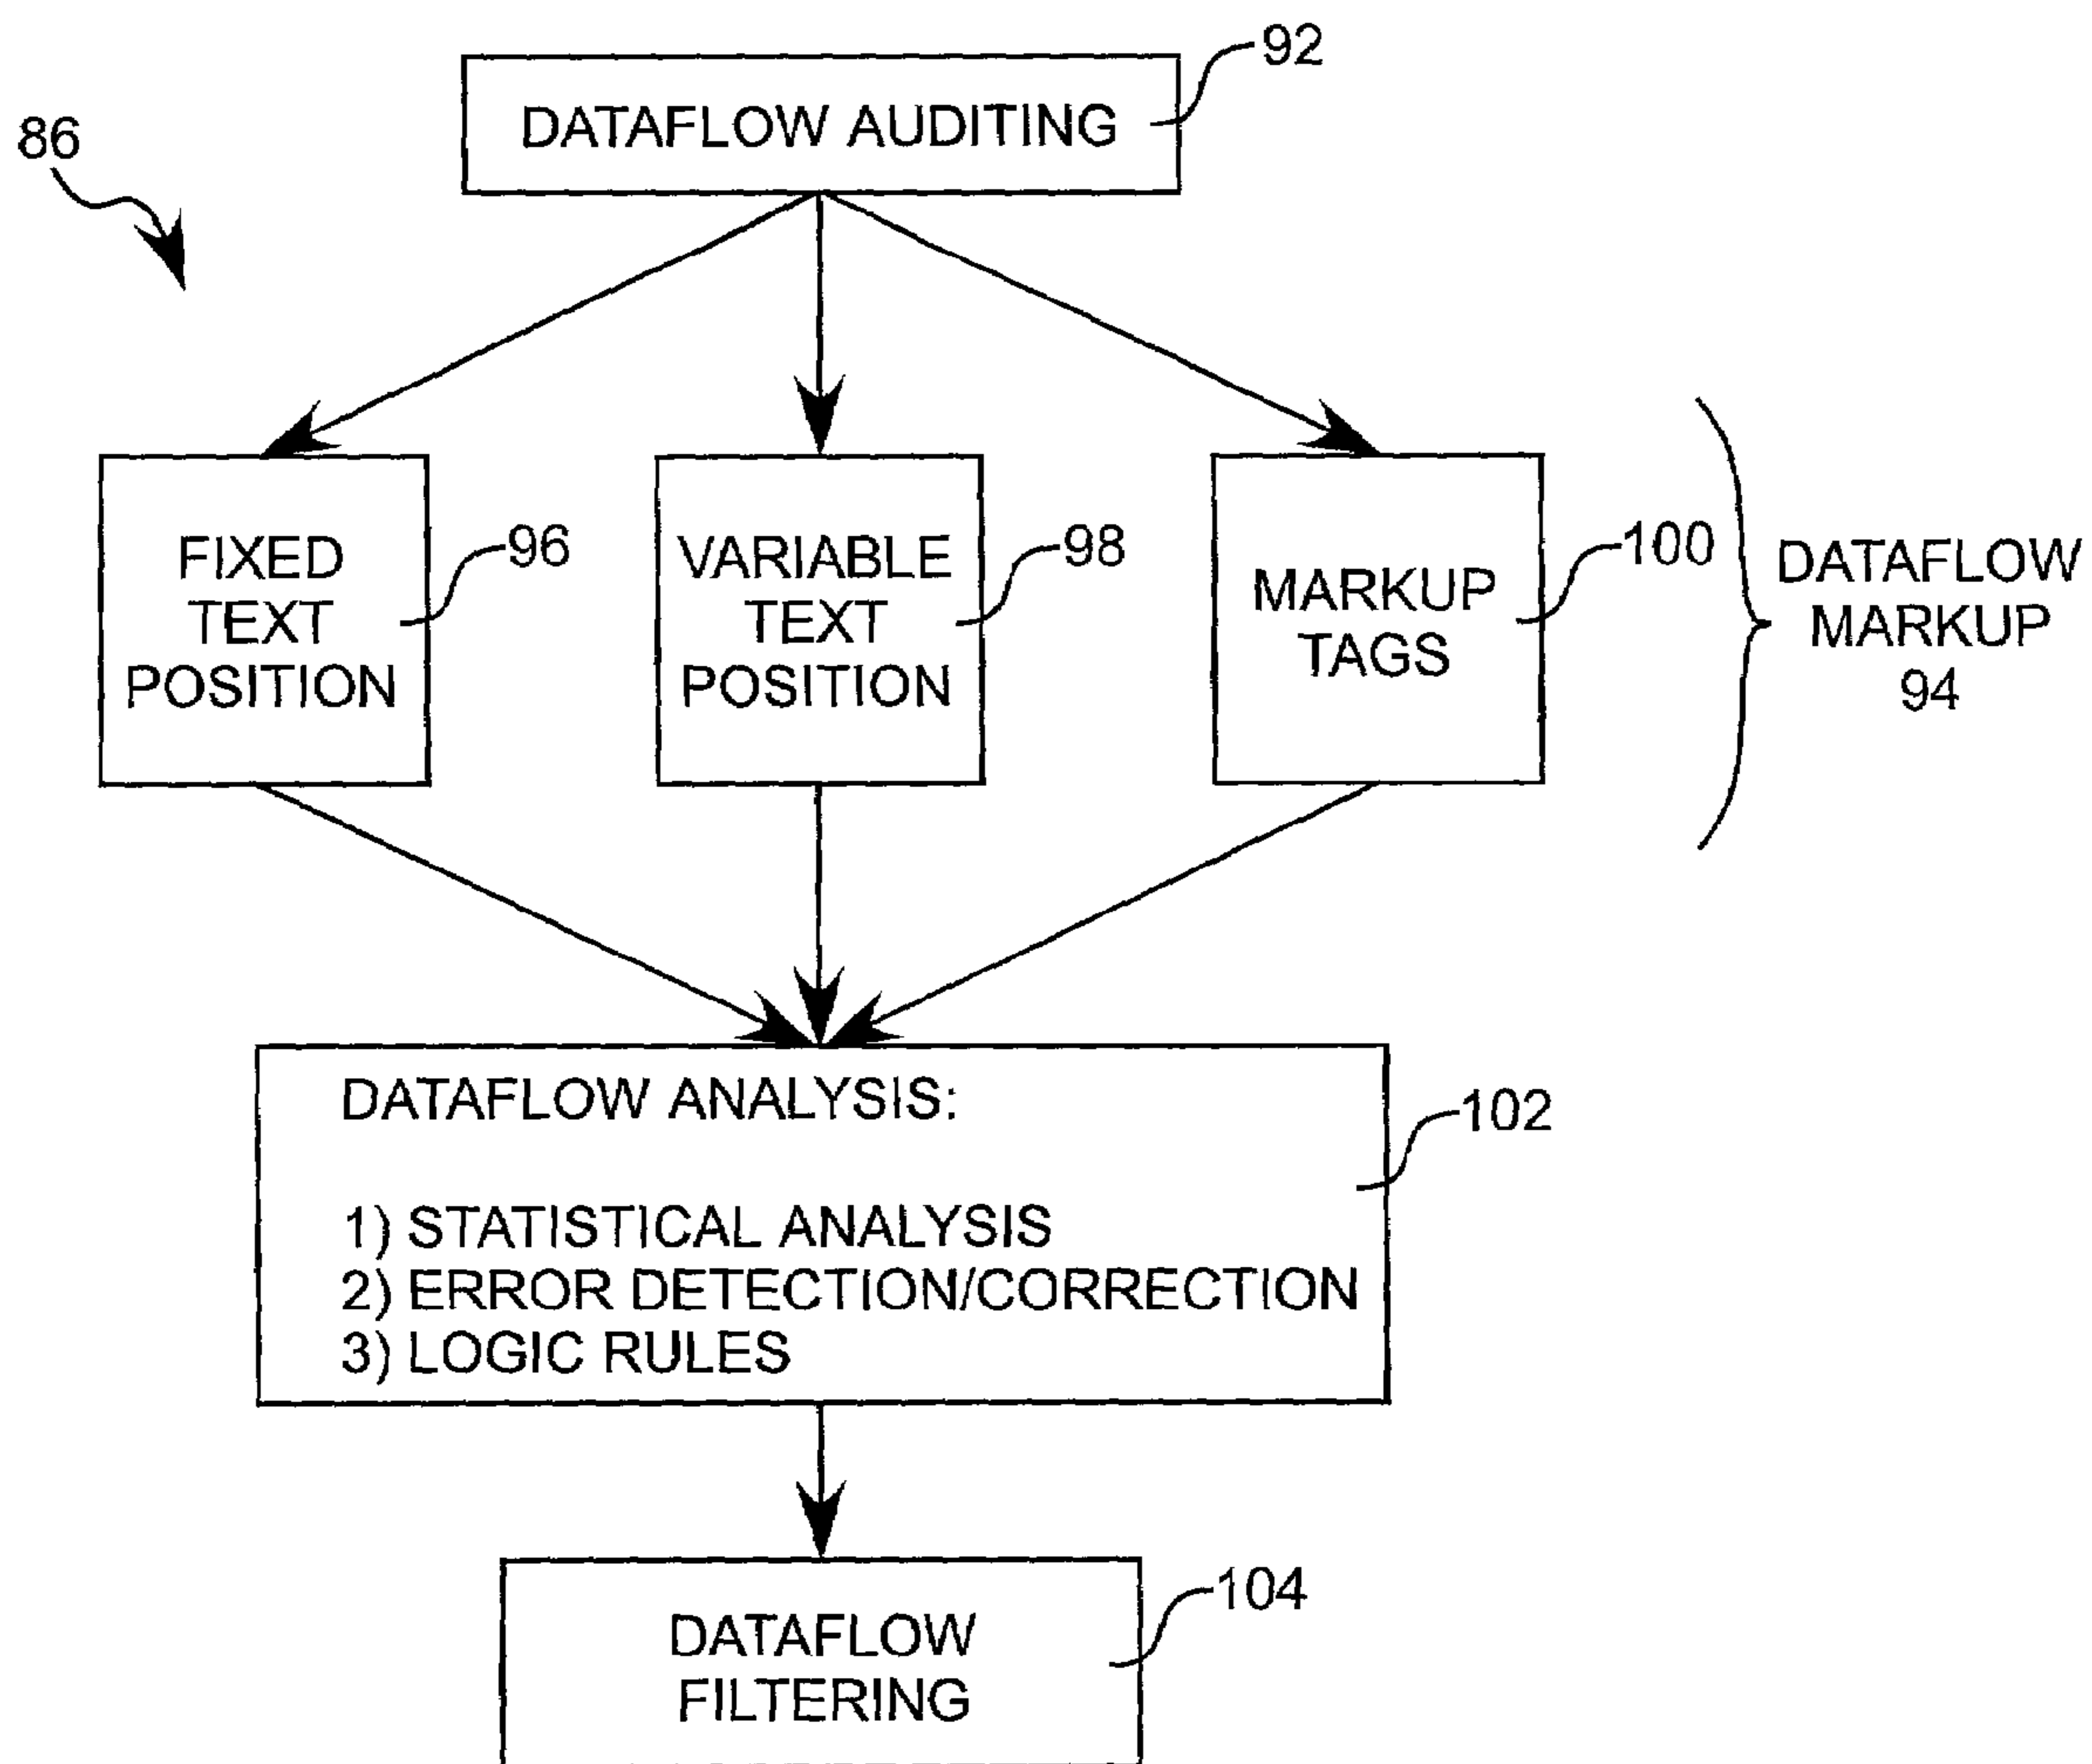 92
DATAFLOW AUDITING
86
FIXED
TEXT
POSITION
96
VARIABLE
TEXT
POSITION
98
MARKUP
TAGS
100
DATAFLOW
MARKUP
94
DATAFLOW ANALYSIS:
102
1) STATISTICAL ANALYSIS
2) ERROR DETECTION/CORRECTION
3) LOGIC RULES
104
DATAFLOW
FILTERING